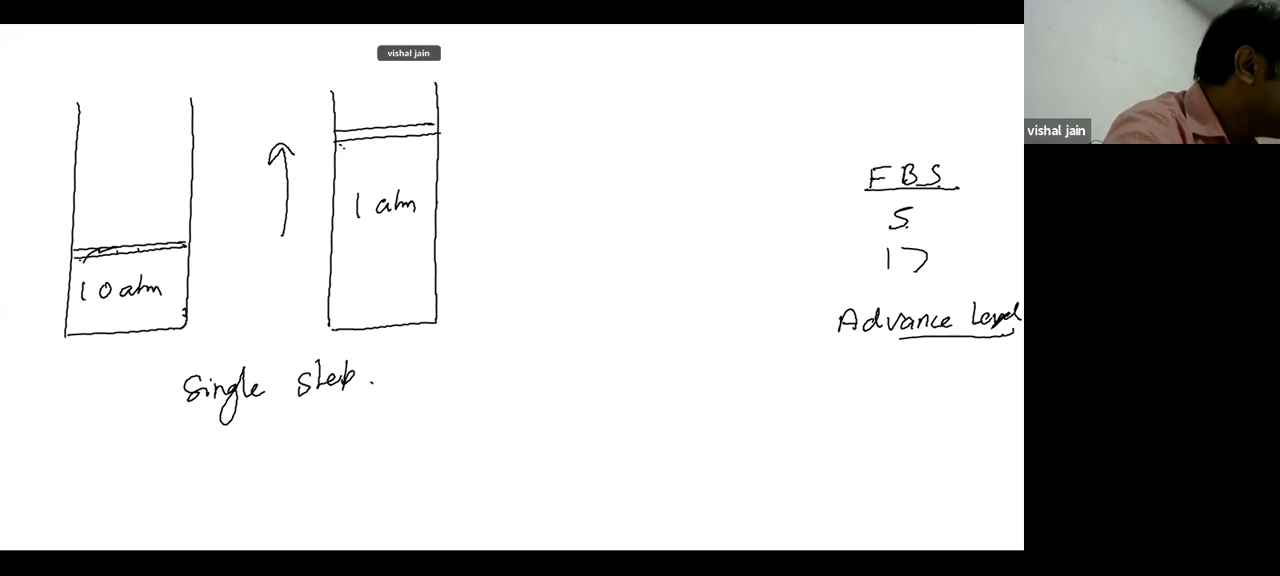 vishal jain
vishal jain
10 atm
1 atm
Single step.
FBS
5
17
Advance Level